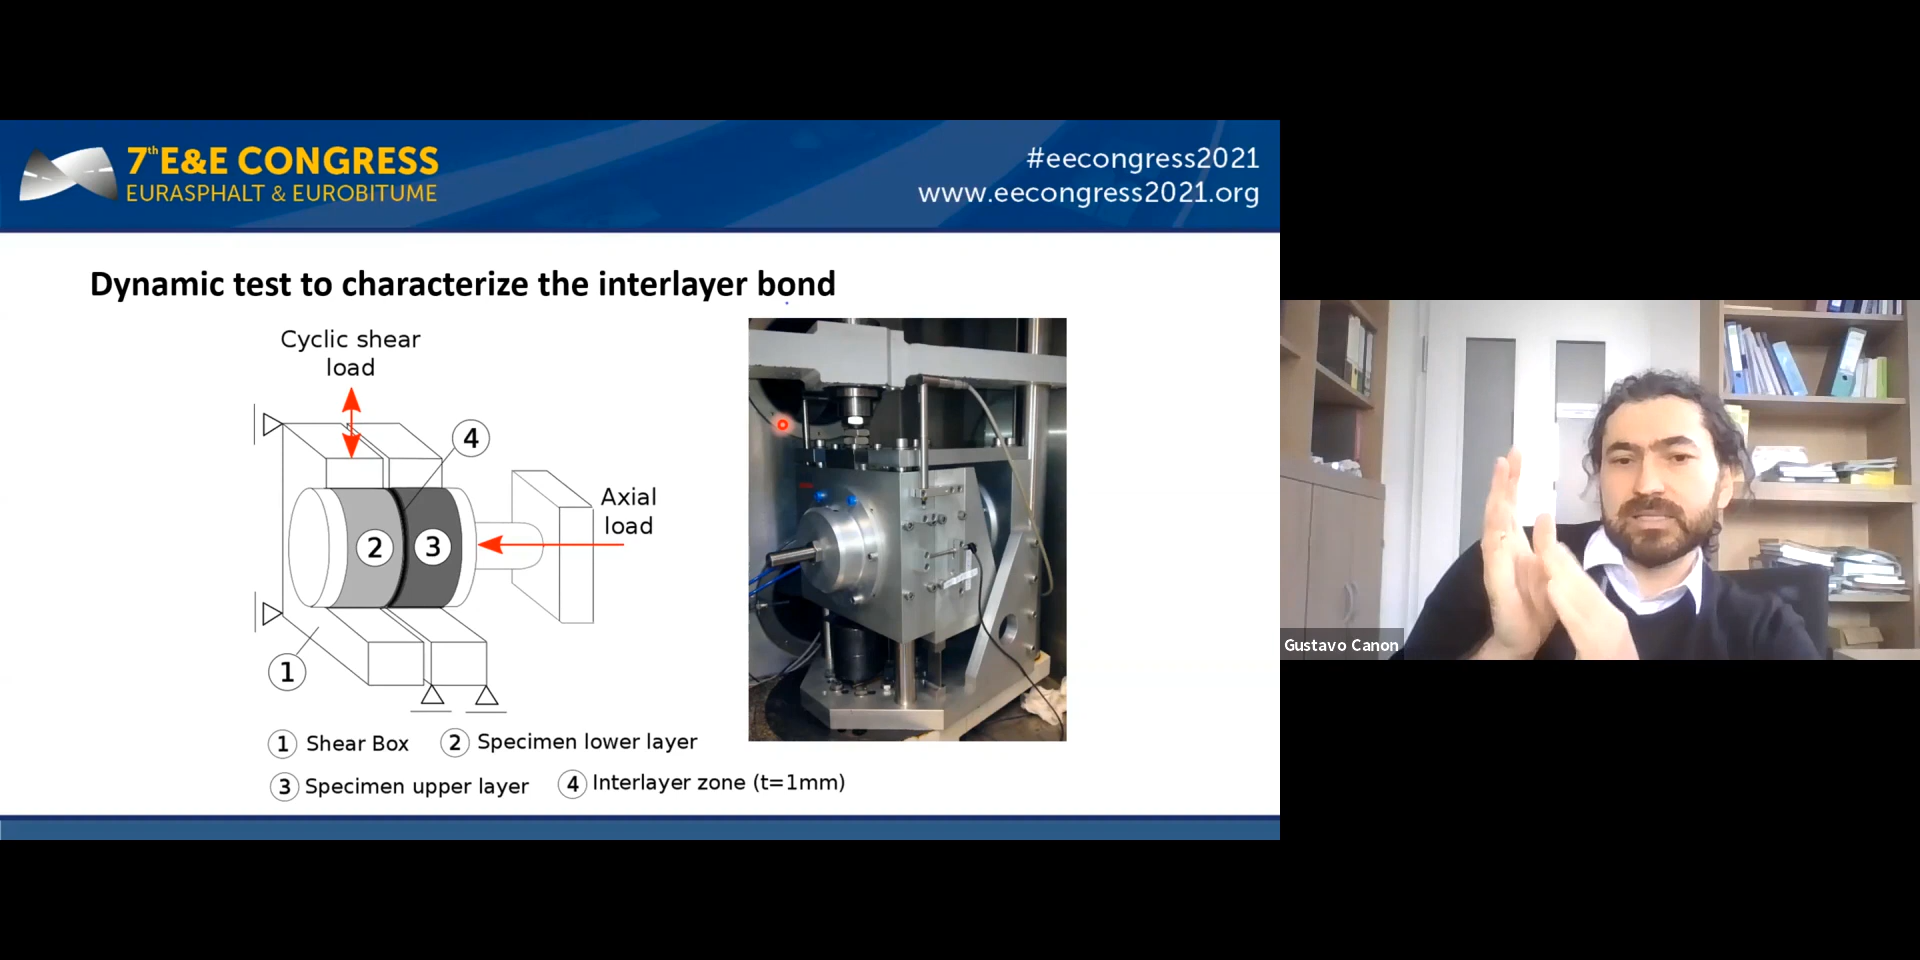 7th E&E CONGRESS
EURASPHALT & EUROBITUME
#eecongress2021
www.eecongress2021.org
Dynamic test to characterize the interlayer bond
Cyclic shear
load
4
Axial
load
2
3
1
1 Shear Box
2 Specimen lower layer
3 Specimen upper layer
4 Interlayer zone (t=1mm)
Gustavo Canon